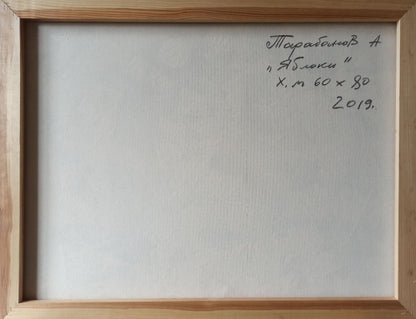 Тарабанов А
„Яблоки"
х.м 60 х 80
2019.